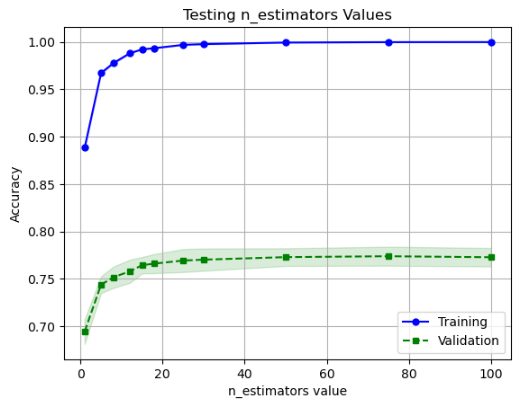 Testing n_estimators Values
1.00
0.95
0.90
0.85
0.80
0.75
0.70
Accuracy
0 20 40 60 80 100
n_estimators value
Training
Validation